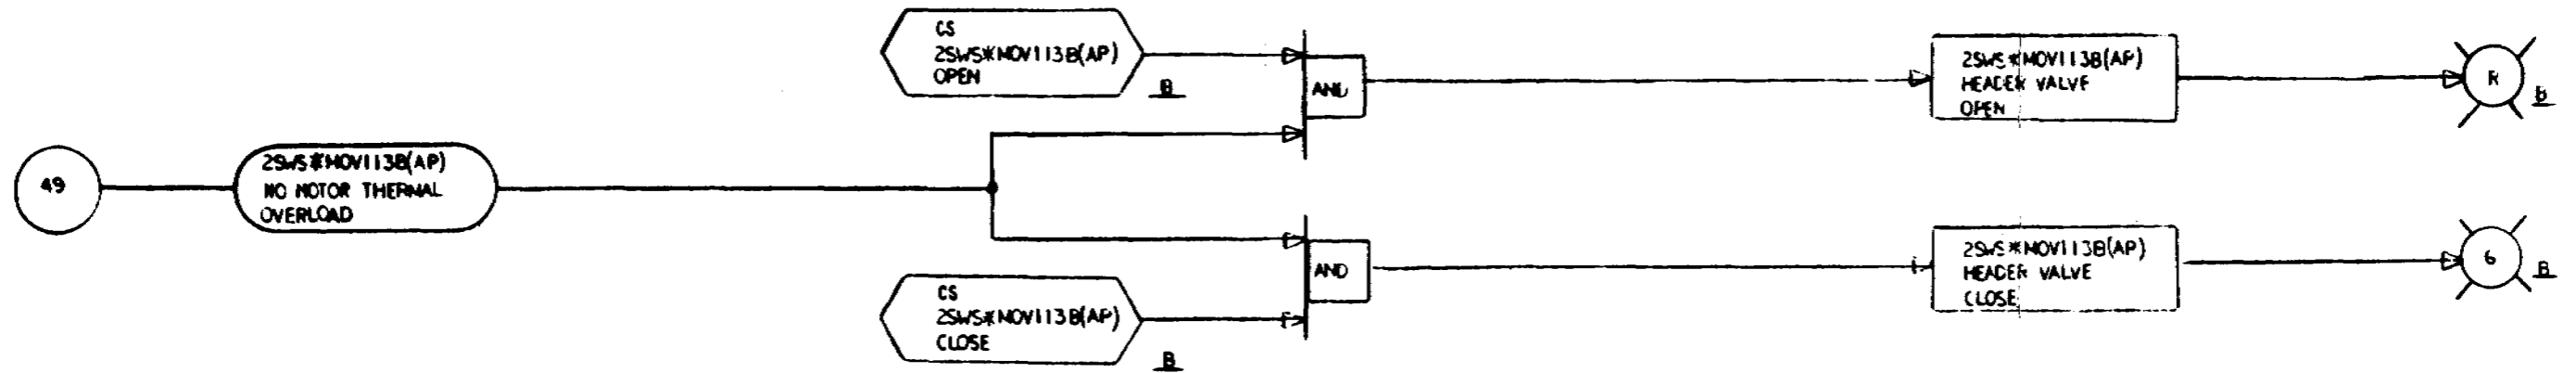 CS
2SWS*MOV113B(AP)
OPEN
B
AND
2SWS*MOV113B(AP)
HEADER VALVE
OPEN
R
B
49
2SWS*MOV113B(AP)
NO MOTOR THERMAL
OVERLOAD
AND
2SWS*MOV113B(AP)
HEADER VALVE
CLOSE
G
B
CS
2SWS*MOV113B(AP)
CLOSE
B